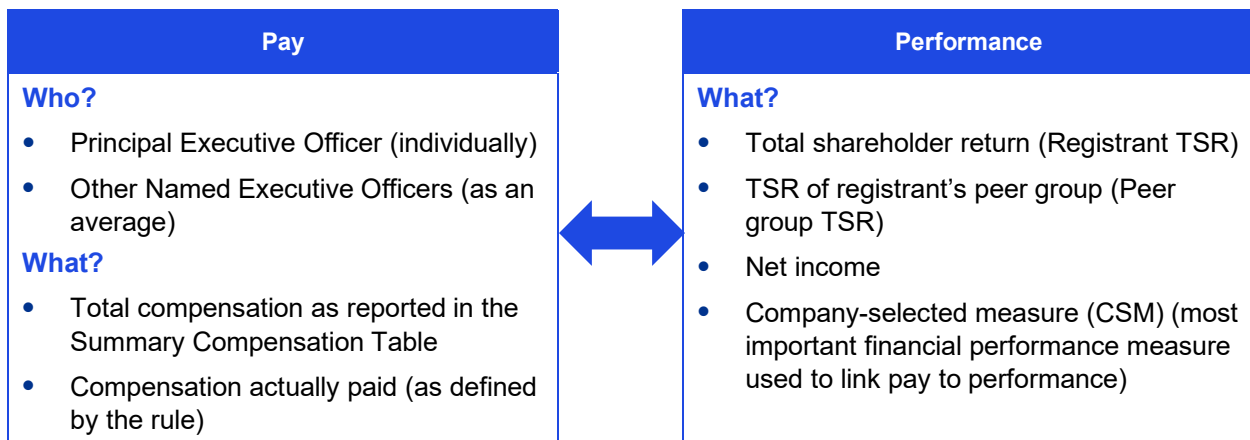 Pay
Who?
• Principal Executive Officer (individually)
• Other Named Executive Officers (as an
average)
What?
• Total compensation as reported in the
Summary Compensation Table
• Compensation actually paid (as defined
by the rule)
Performance
What?
• Total shareholder return (Registrant TSR)
• TSR of registrant’s peer group (Peer
group TSR)
• Net income
• Company-selected measure (CSM) (most
important financial performance measure
used to link pay to performance)